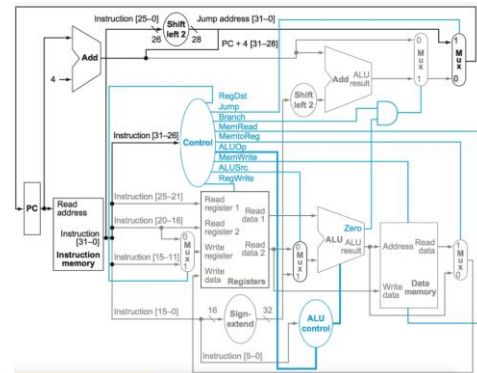 Instruction [25–0]
Shift
left 2
Jump address [31–0]
26
28
PC + 4 [31–28]
Add
4
0
M
u
x
1
1
M
u
x
0
Add
ALU
result
Shift
left 2
RegDst
Jump
Branch
MemRead
MemtoReg
ALUOp
MemWrite
ALUSrc
RegWrite
Control
Instruction [31–26]
PC
Read
address
Instruction
[31–0]
Instruction
memory
Instruction [25–21]
Instruction [20–16]
Instruction [15–11]
0
M
u
x
1
Read
register 1
Read
register 2
Write
register
Write
data
Read
data 1
Read
data 2
Registers
0
M
u
x
1
Zero
ALU
ALU
result
Address
Read
data
Write
data
Data
memory
1
M
u
x
0
Instruction [15–0]
16
Sign-
extend
32
ALU
control
Instruction [5–0]